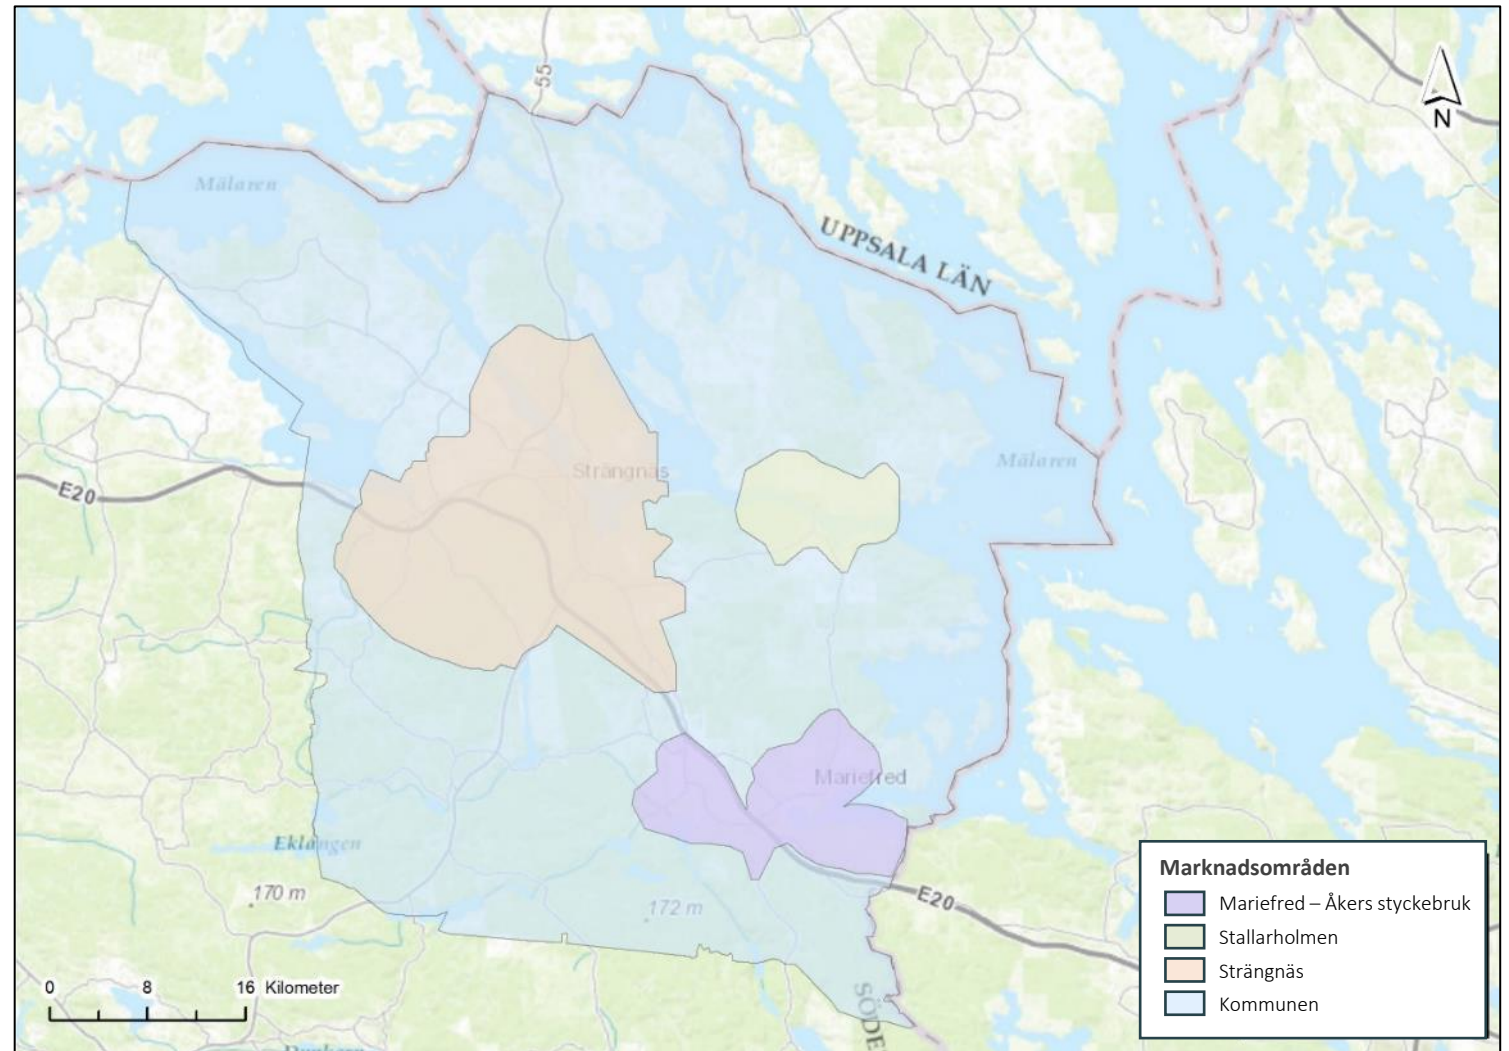 55
N
Mälaren
UPPSALA LÄN
Strängnäs
Mälaren
E20
Mariefred
Eklången
170 m
172 m
E20
SÖDE
0 8 16 Kilometer
Marknadsområden
Mariefred – Åkers styckebruk
Stallarholmen
Strängnäs
Kommunen